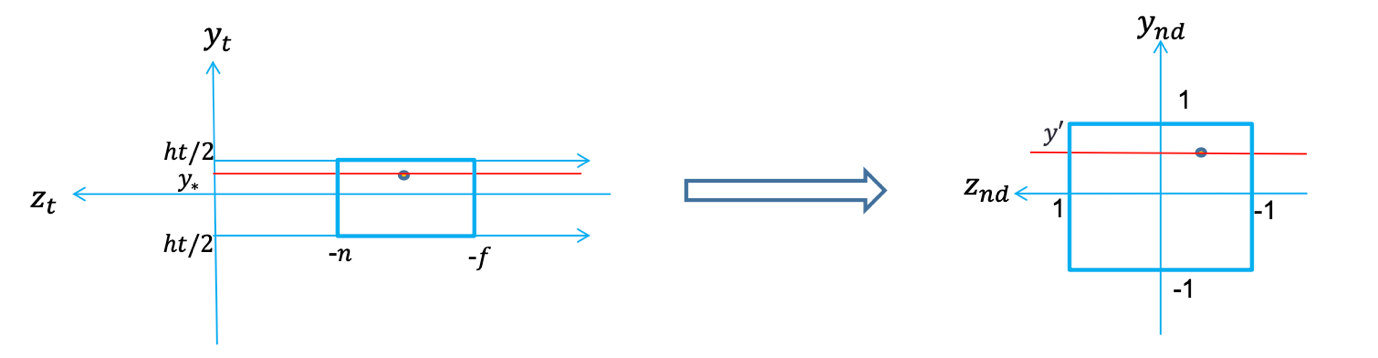 y_t
ht/2
y_*
z_t
ht/2
-n
-f
y_nd
1
y'
z_nd
1
-1
-1